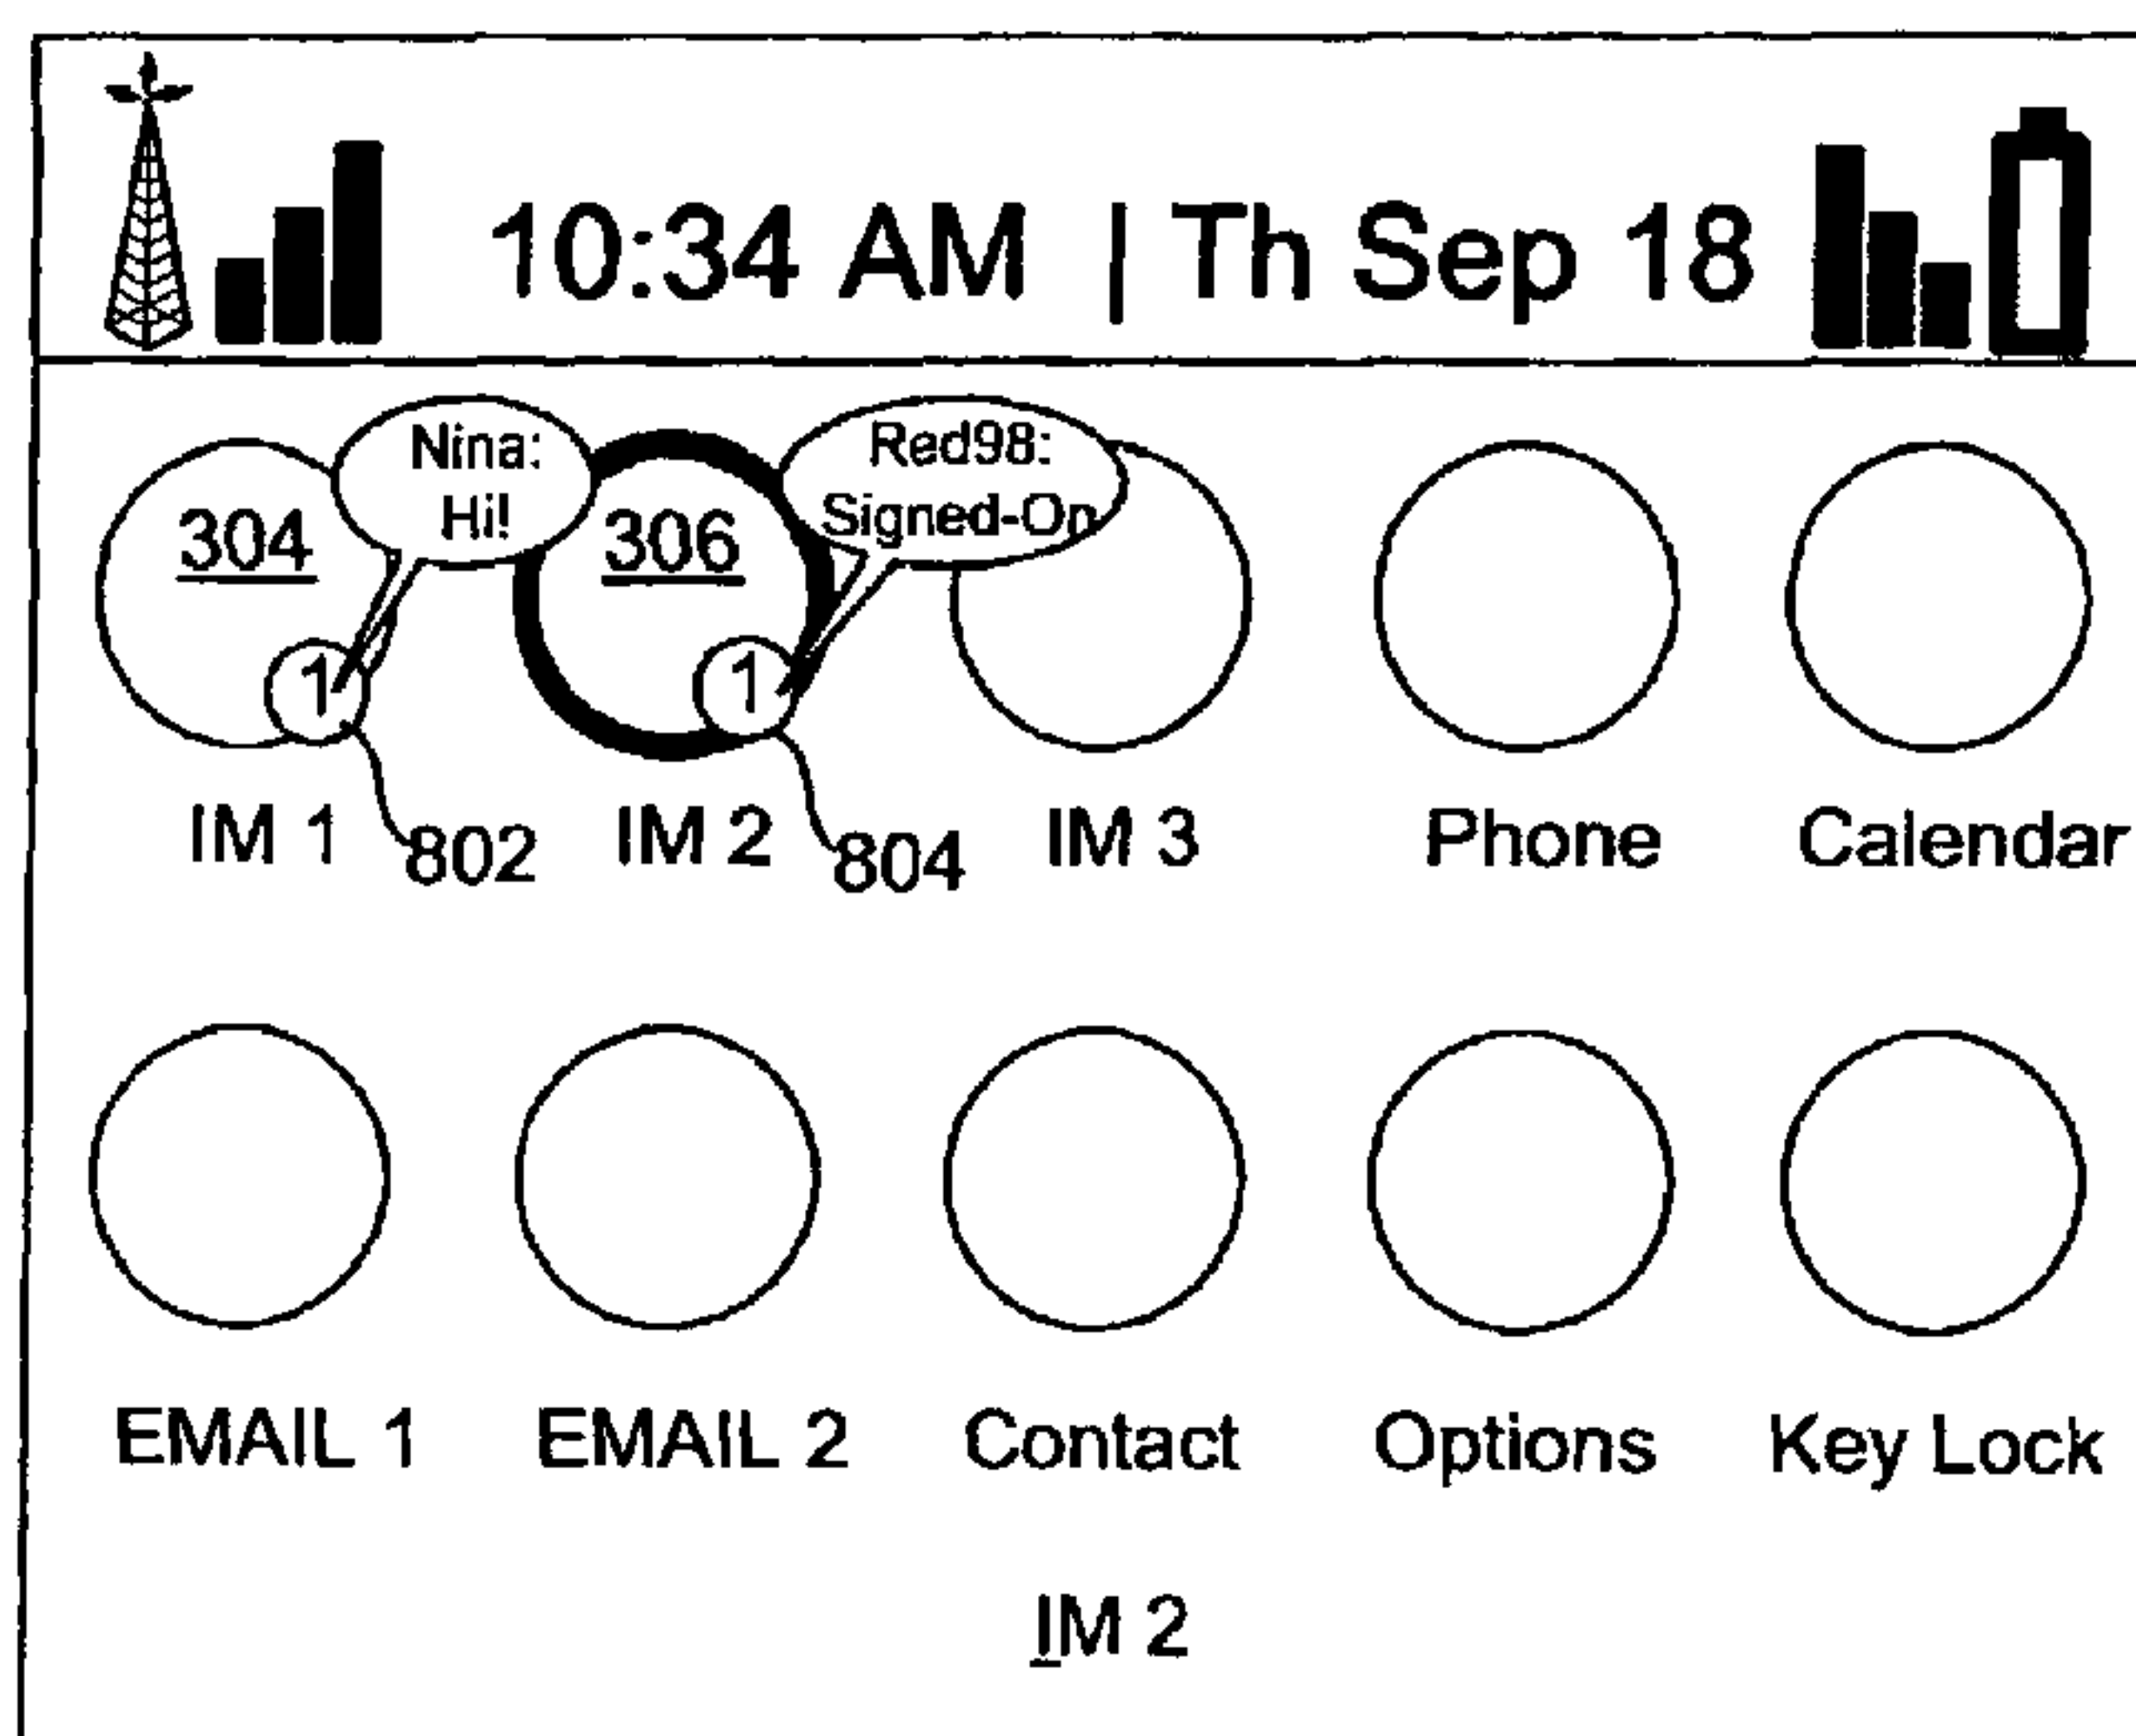 10:34 AM | Th Sep 18
Nina:
Hi!
Red98:
Signed-On
304
306
1
1
IM 1
802
IM 2
804
IM 3
Phone
Calendar
EMAIL 1
EMAIL 2
Contact
Options
Key Lock
IM 2